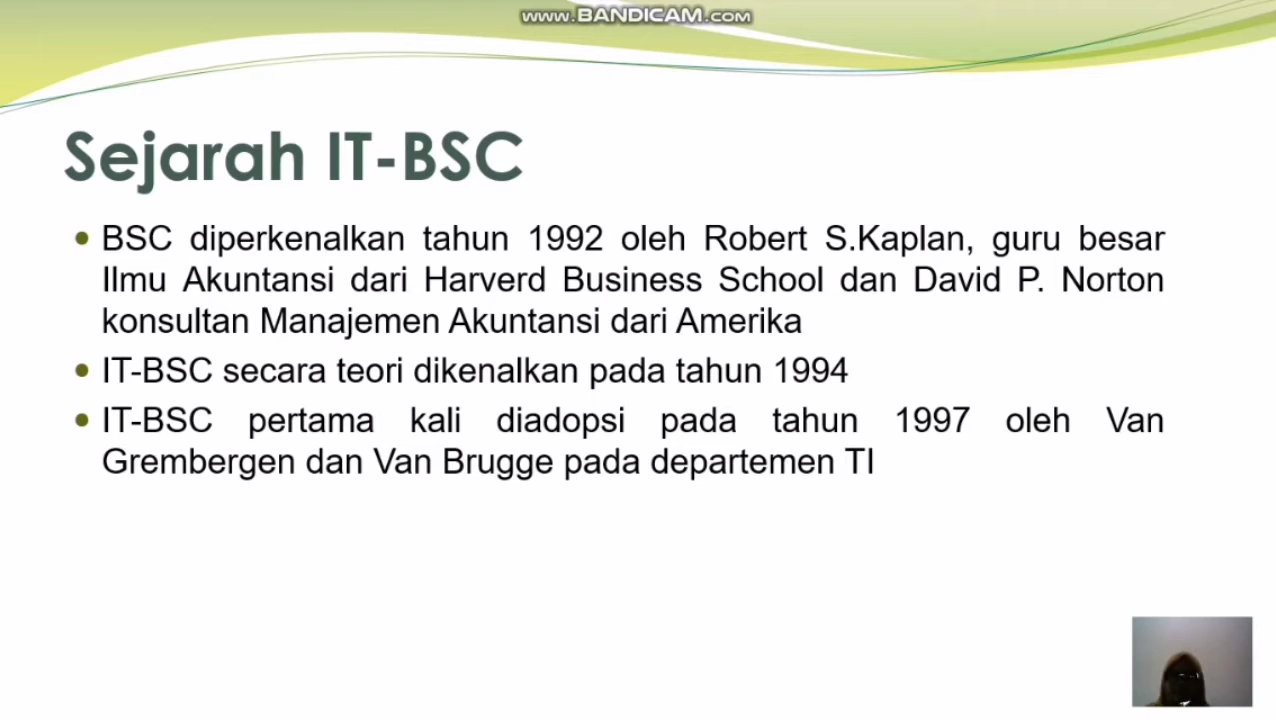 www.BANDICAM.com
Sejarah IT-BSC
BSC diperkenalkan tahun 1992 oleh Robert S.Kaplan, guru besar
Ilmu Akuntansi dari Harverd Business School dan David P. Norton
konsultan Manajemen Akuntansi dari Amerika
IT-BSC secara teori dikenalkan pada tahun 1994
IT-BSC pertama kali diadopsi pada tahun 1997 oleh Van
Grembergen dan Van Brugge pada departemen TI